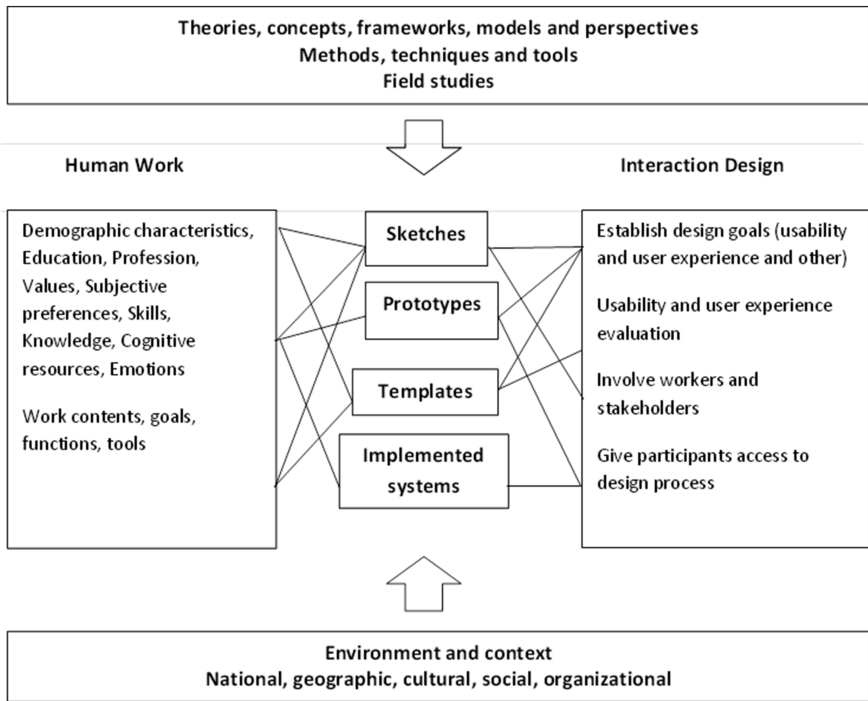 Theories, concepts, frameworks, models and perspectives
Methods, techniques and tools
Field studies
Human Work
Interaction Design
Demographic characteristics,
Education, Profession,
Values, Subjective
preferences, Skills,
Knowledge, Cognitive
resources, Emotions
Work contents, goals,
functions, tools
Sketches
Prototypes
Templates
Implemented
systems
Establish design goals (usability
and user experience and other)
Usability and user experience
evaluation
Involve workers and
stakeholders
Give participants access to
design process
Environment and context
National, geographic, cultural, social, organizational